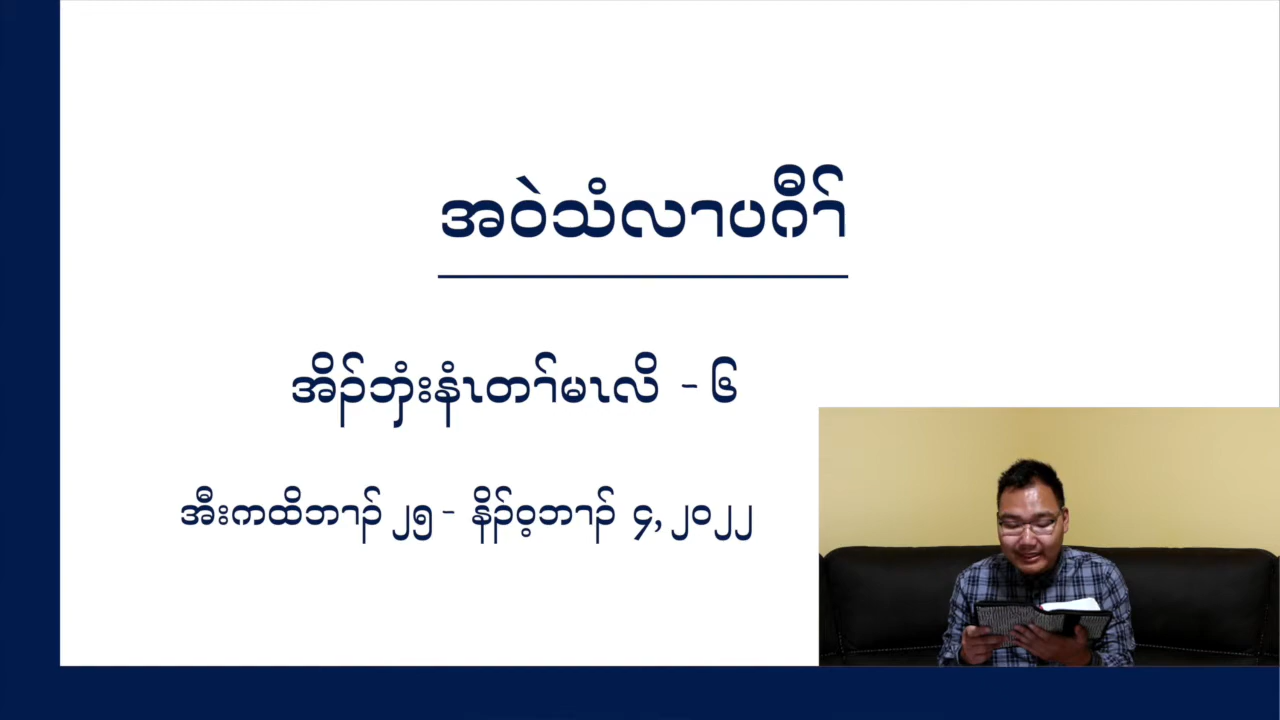 အဝဲသံလၢပဂီၢ်
အိၣ်ဘှံးနံၤတၢ်မၤလိ - ၆
အီးကထိဘၢၣ် ၂၅ - နိၣ်ဝ့ဘၢၣ် ၄, ၂၀၂၂